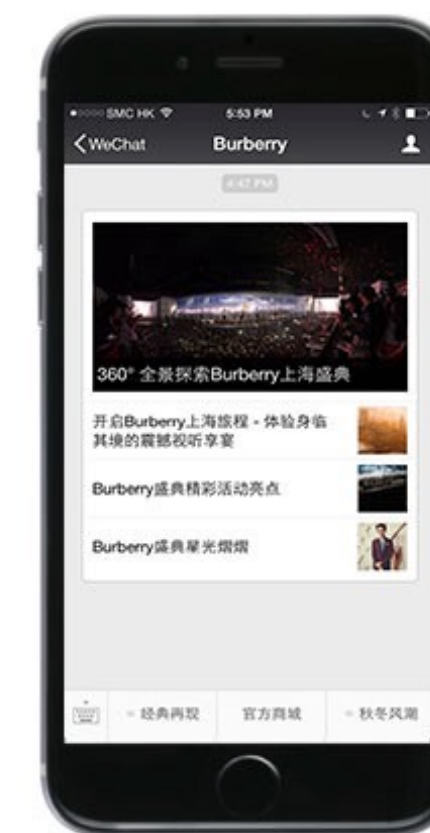 SMC HK 5:53 PM
WeChat Burberry
4:47 PM
360° 全景探索Burberry上海盛典
开启Burberry上海旅程 - 体验身临
其境的震撼视听享宴
Burberry盛典精彩活动亮点
Burberry盛典星光熠熠
经典再现 官方商城 秋冬风潮